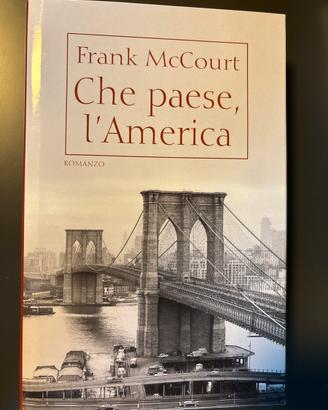 Frank McCourt
Che paese,
l'America
ROMANZO